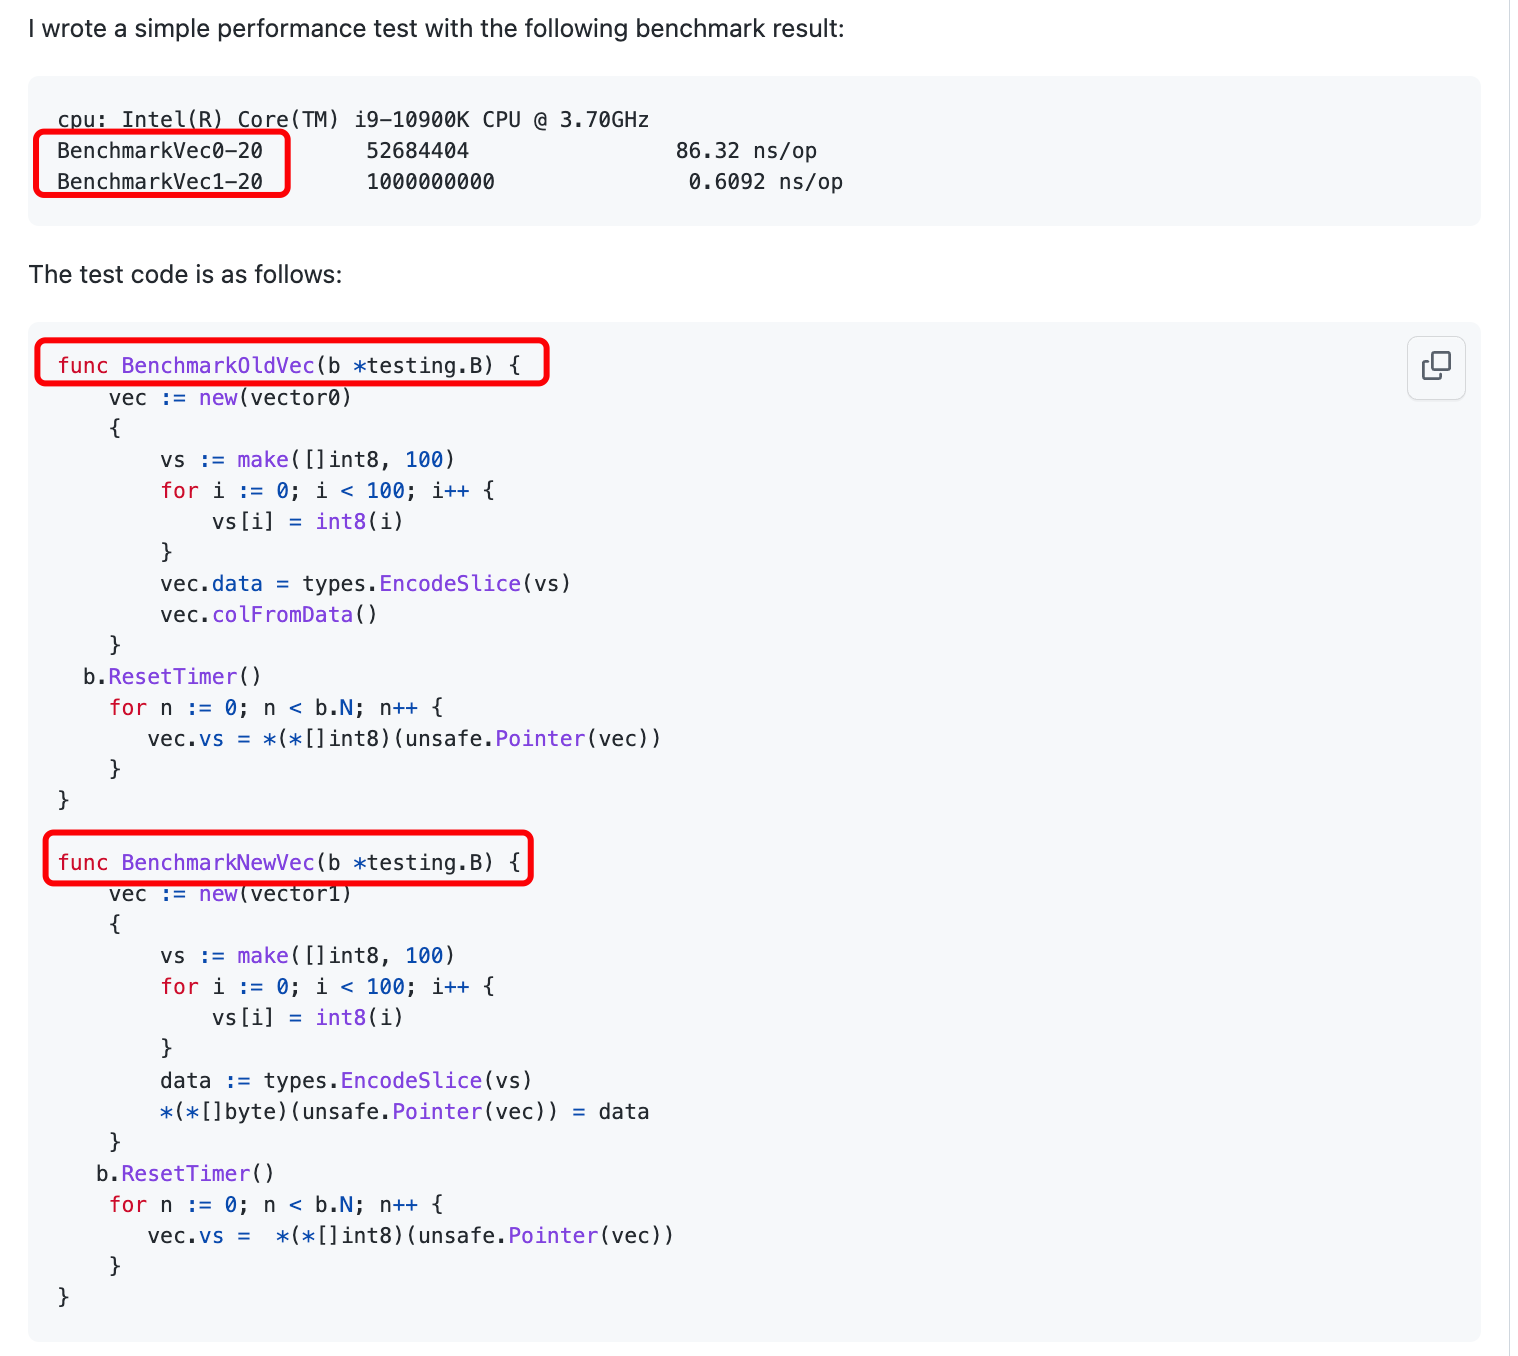 I wrote a simple performance test with the following benchmark result:
cpu: Intel(R) Core(TM) i9-10900K CPU @ 3.70GHz
BenchmarkVec0-20        52684404                86.32 ns/op
BenchmarkVec1-20        1000000000               0.6092 ns/op
The test code is as follows:
func BenchmarkOldVec(b *testing.B) {
    vec := new(vector0)
    {
        vs := make([]int8, 100)
        for i := 0; i < 100; i++ {
            vs[i] = int8(i)
        }
        vec.data = types.EncodeSlice(vs)
        vec.colFromData()
    }
  b.ResetTimer()
    for n := 0; n < b.N; n++ {
       vec.vs = *(*[]int8)(unsafe.Pointer(vec))
    }
}
func BenchmarkNewVec(b *testing.B) {
    vec := new(vector1)
    {
        vs := make([]int8, 100)
        for i := 0; i < 100; i++ {
            vs[i] = int8(i)
        }
        data := types.EncodeSlice(vs)
        *(*[]byte)(unsafe.Pointer(vec)) = data
    }
   b.ResetTimer()
    for n := 0; n < b.N; n++ {
       vec.vs =  *(*[]int8)(unsafe.Pointer(vec))
    }
}